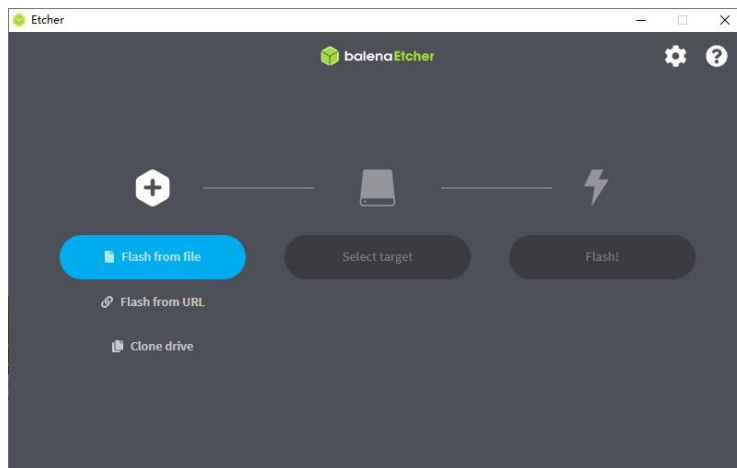 Etcher
balenaEtcher
Flash from file
Select target
Flash!
Flash from URL
Clone drive